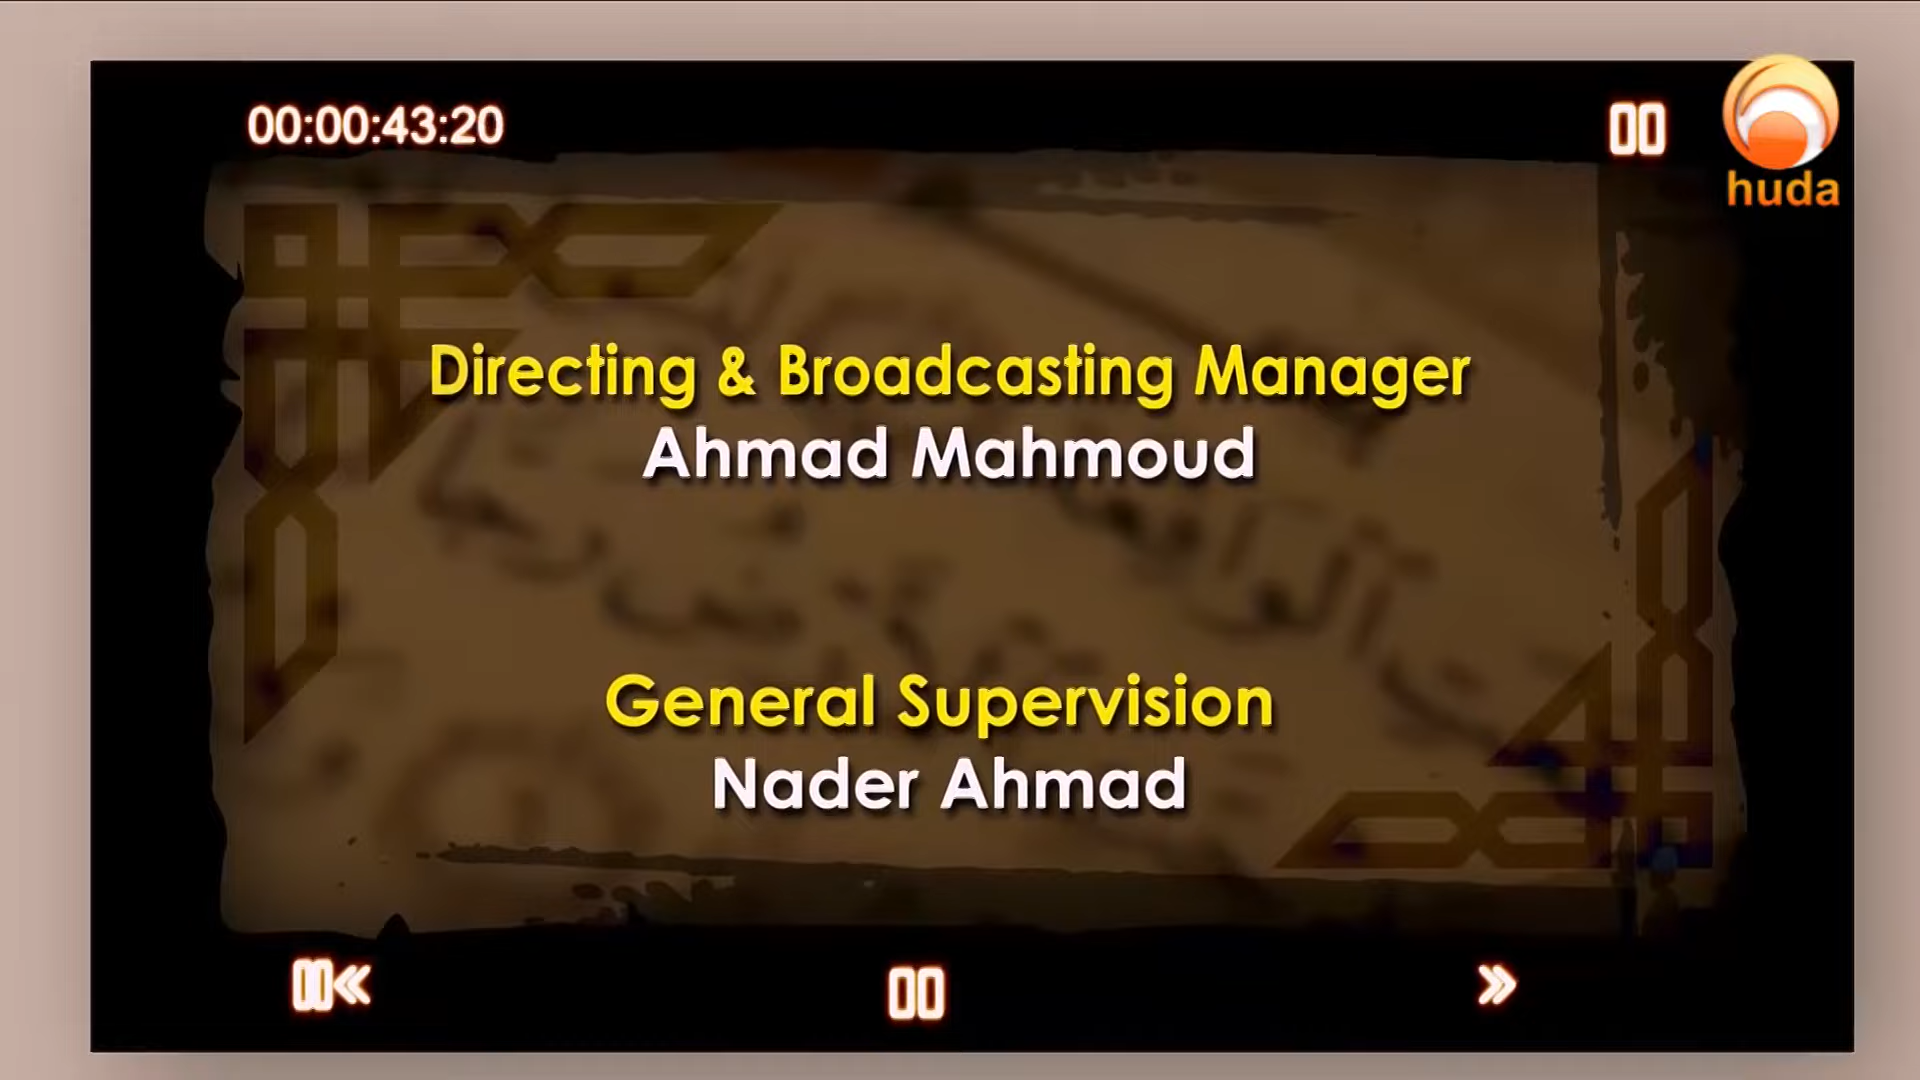 00:00:43:20
huda
Directing & Broadcasting Manager
Ahmad Mahmoud
General Supervision
Nader Ahmad